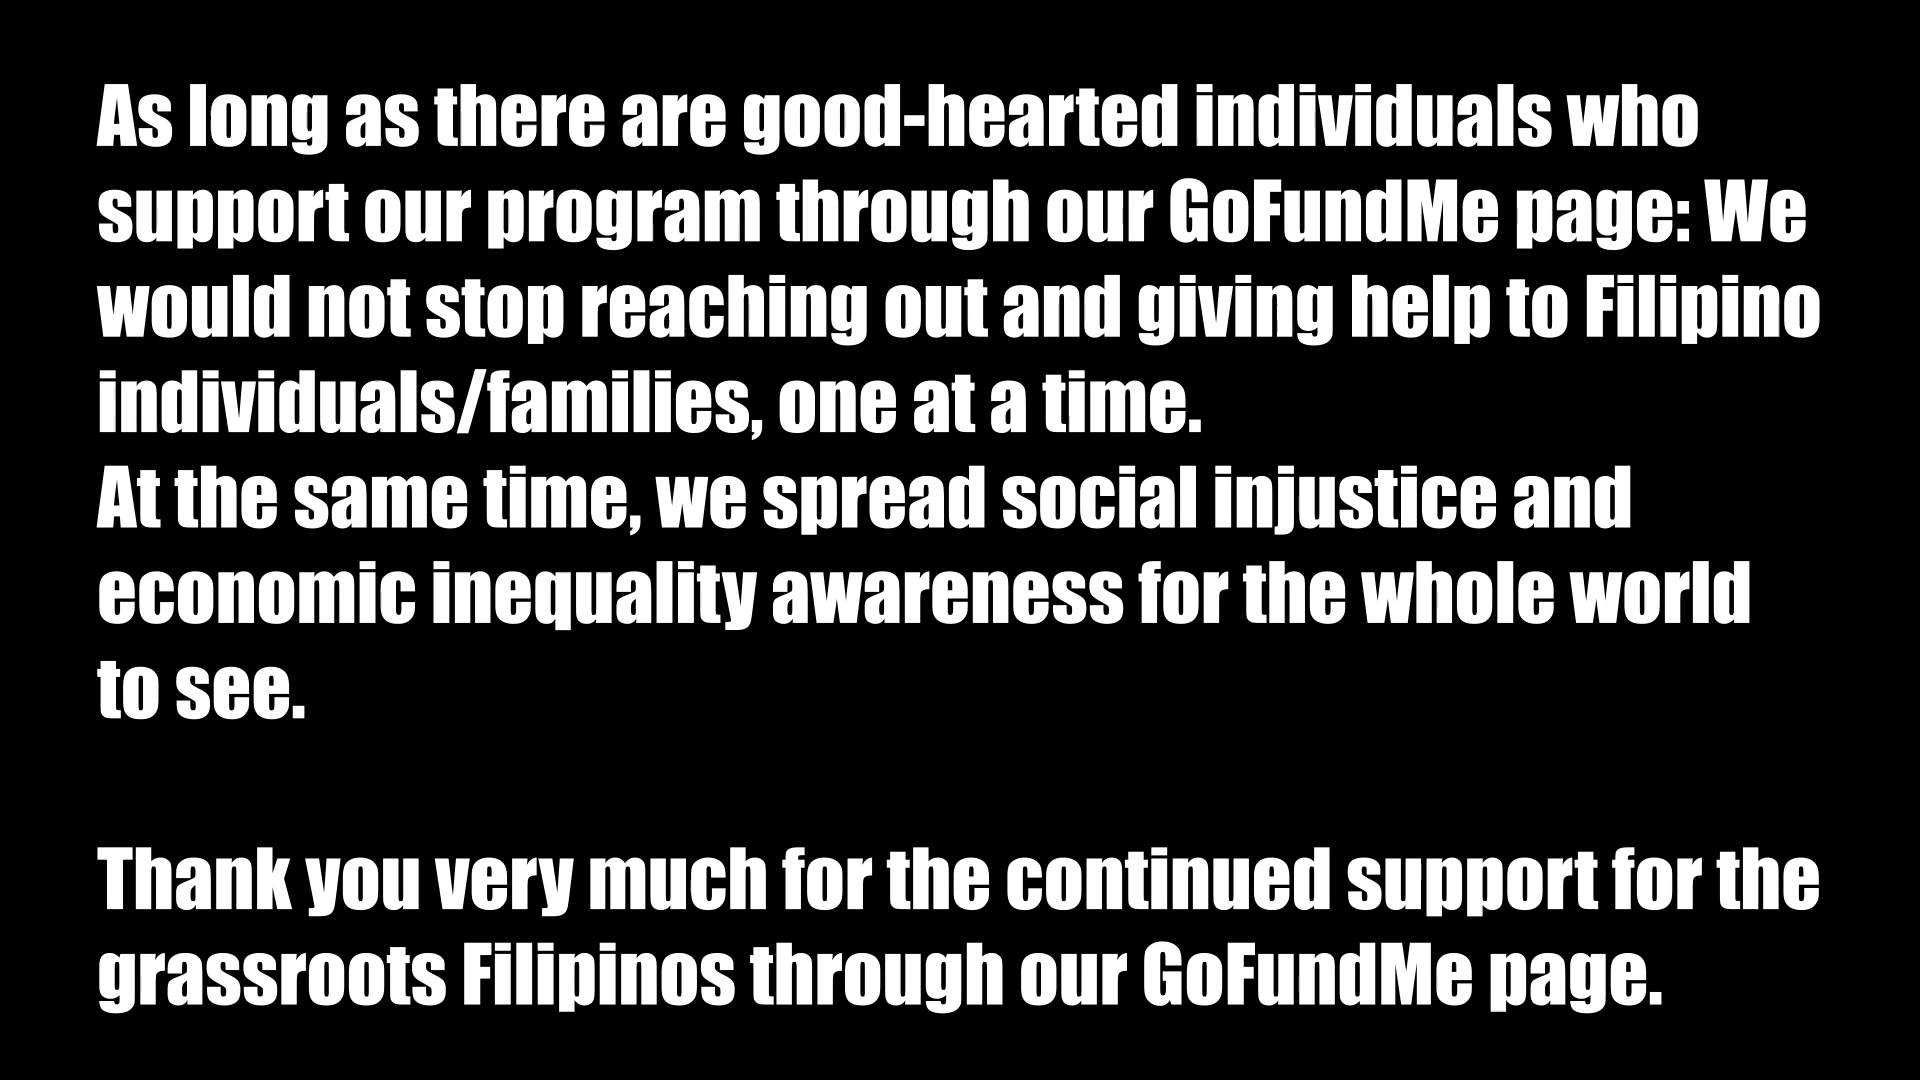 As long as there are good-hearted individuals who
support our program through our GoFundMe page: We
would not stop reaching out and giving help to Filipino
individuals/families, one at a time.
At the same time, we spread social injustice and
economic inequality awareness for the whole world
to see.
Thank you very much for the continued support for the
grassroots Filipinos through our GoFundMe page.